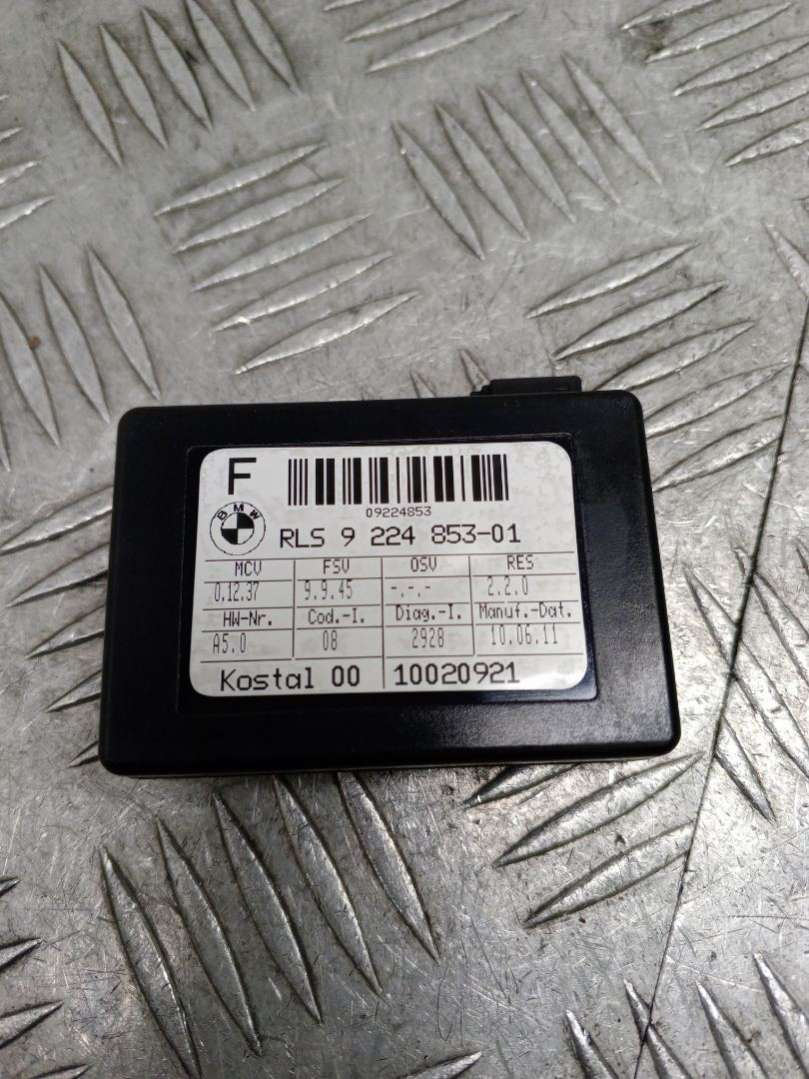 F
09224853
BMW
RLS 9 224 853-01
MCV FSV OSV RES
0.12.37 9.9.45 -.-.- 2.2.0
HW-Nr. Cod.-I. Diag.-I. Manuf.-Dat.
A5.0 08 2928 10.06.11
Kostal 00 10020921